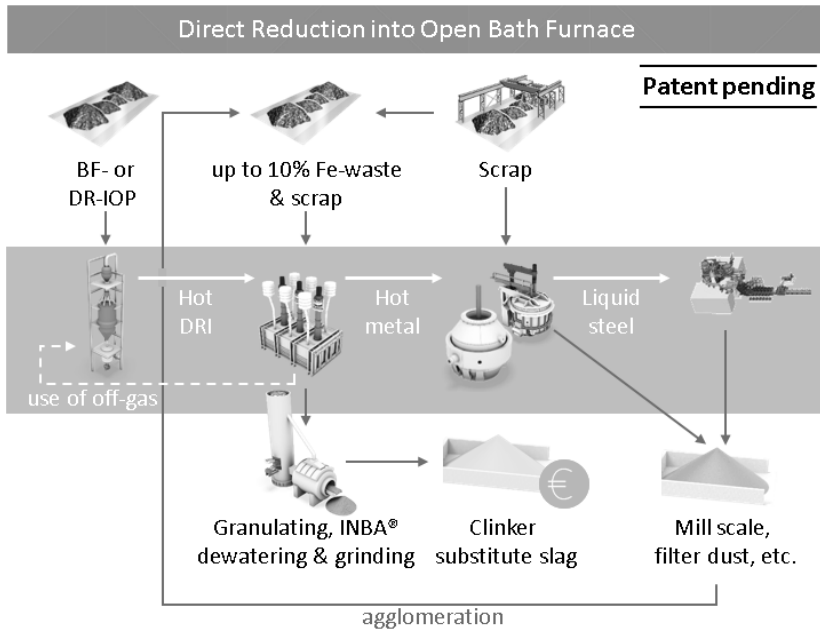 Direct Reduction into Open Bath Furnace
Patent pending
BF- or
DR-IOP
up to 10% Fe-waste
& scrap
Scrap
Hot
DRI
Hot
metal
Liquid
steel
use of off-gas
€
Granulating, INBA®
dewatering & grinding
Clinker
substitute slag
Mill scale,
filter dust, etc.
agglomeration